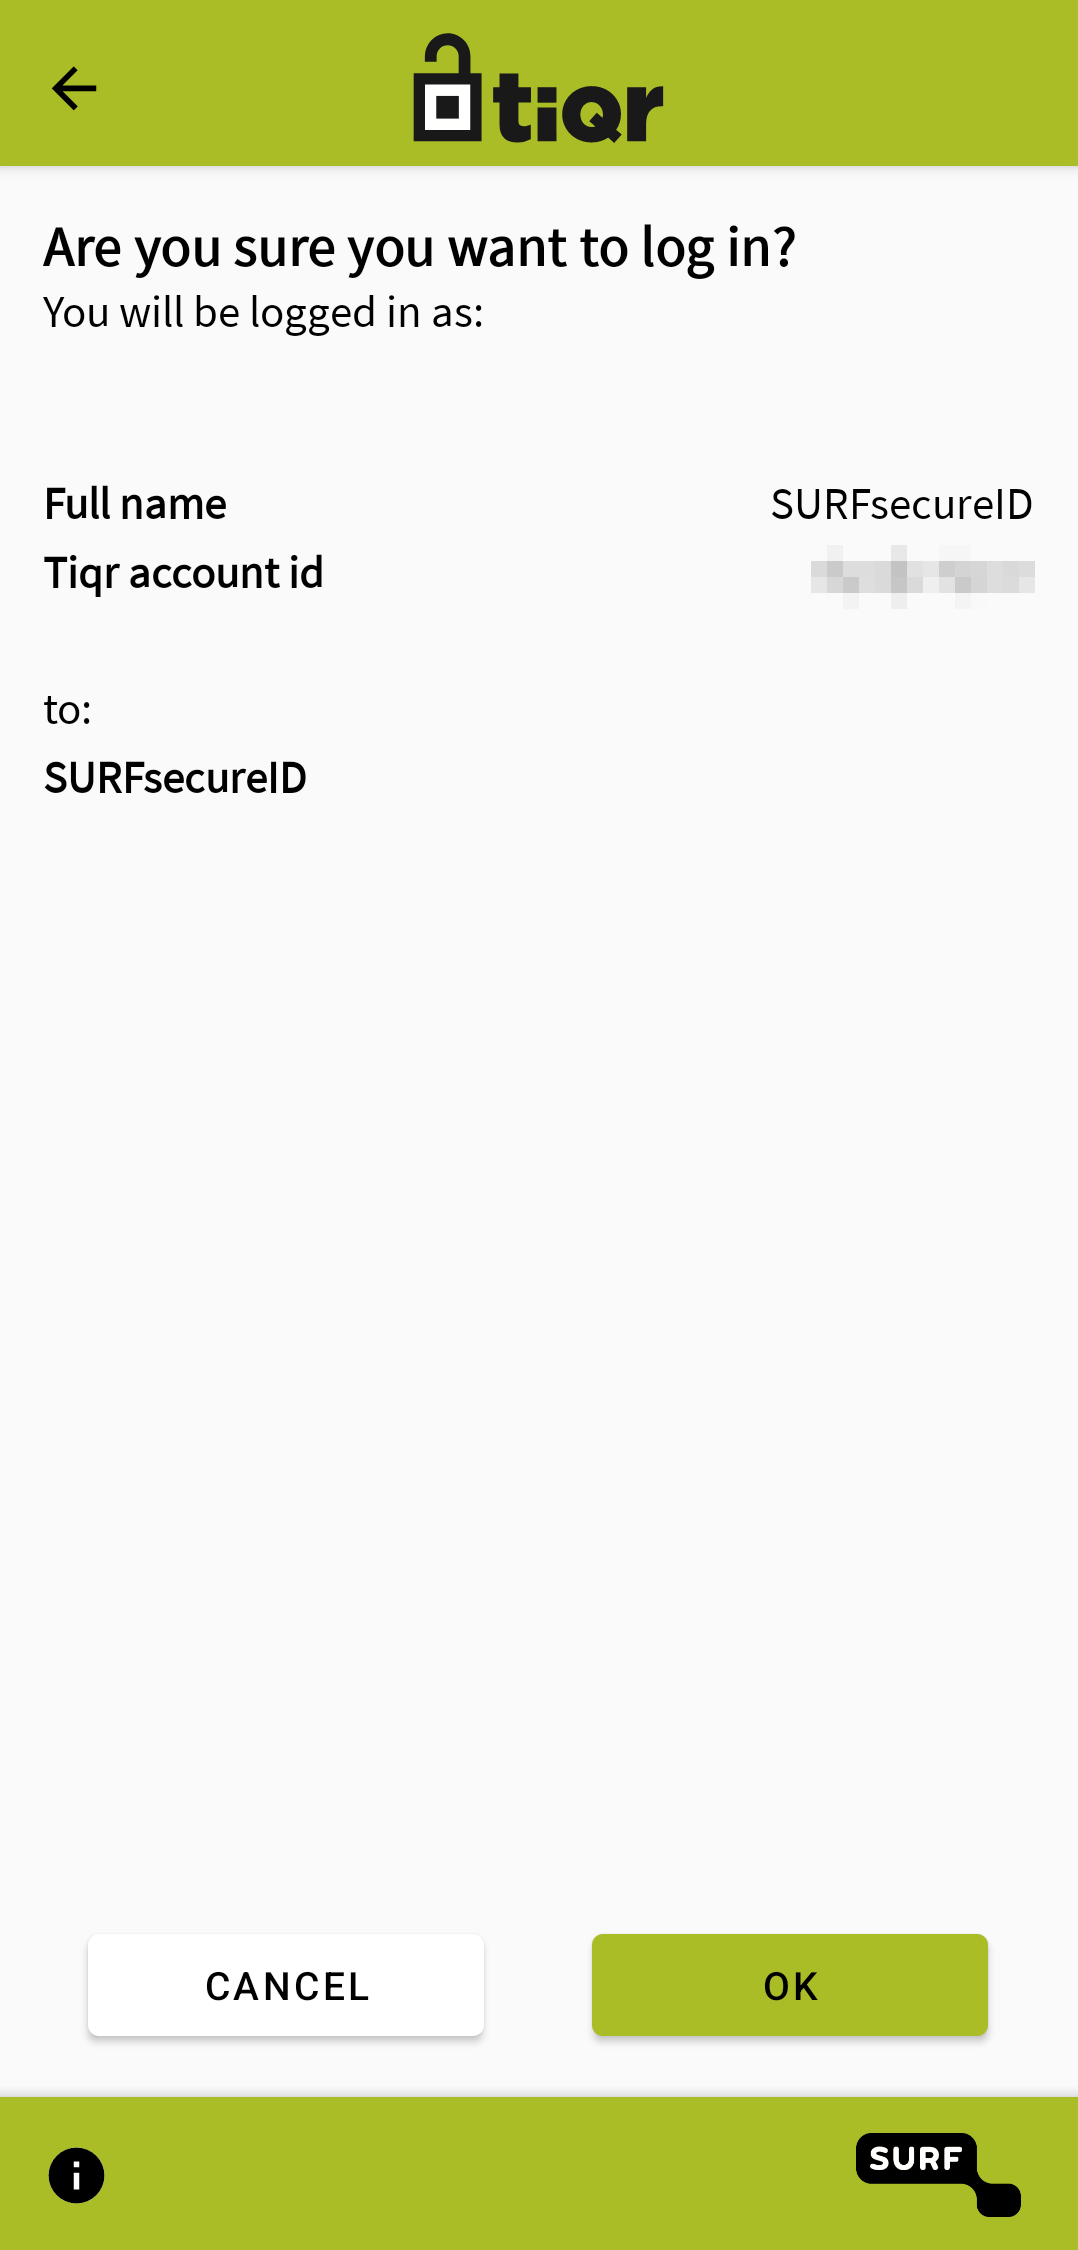 tiqr
Are you sure you want to log in?
You will be logged in as:
Full name SURFsecureID
Tiqr account id
to:
SURFsecureID
CANCEL OK
SURF